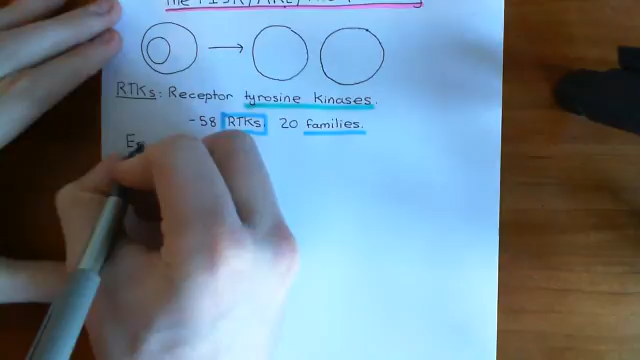 RTKs: Receptor tyrosine kinases.
-58 RTKs. 20 families.